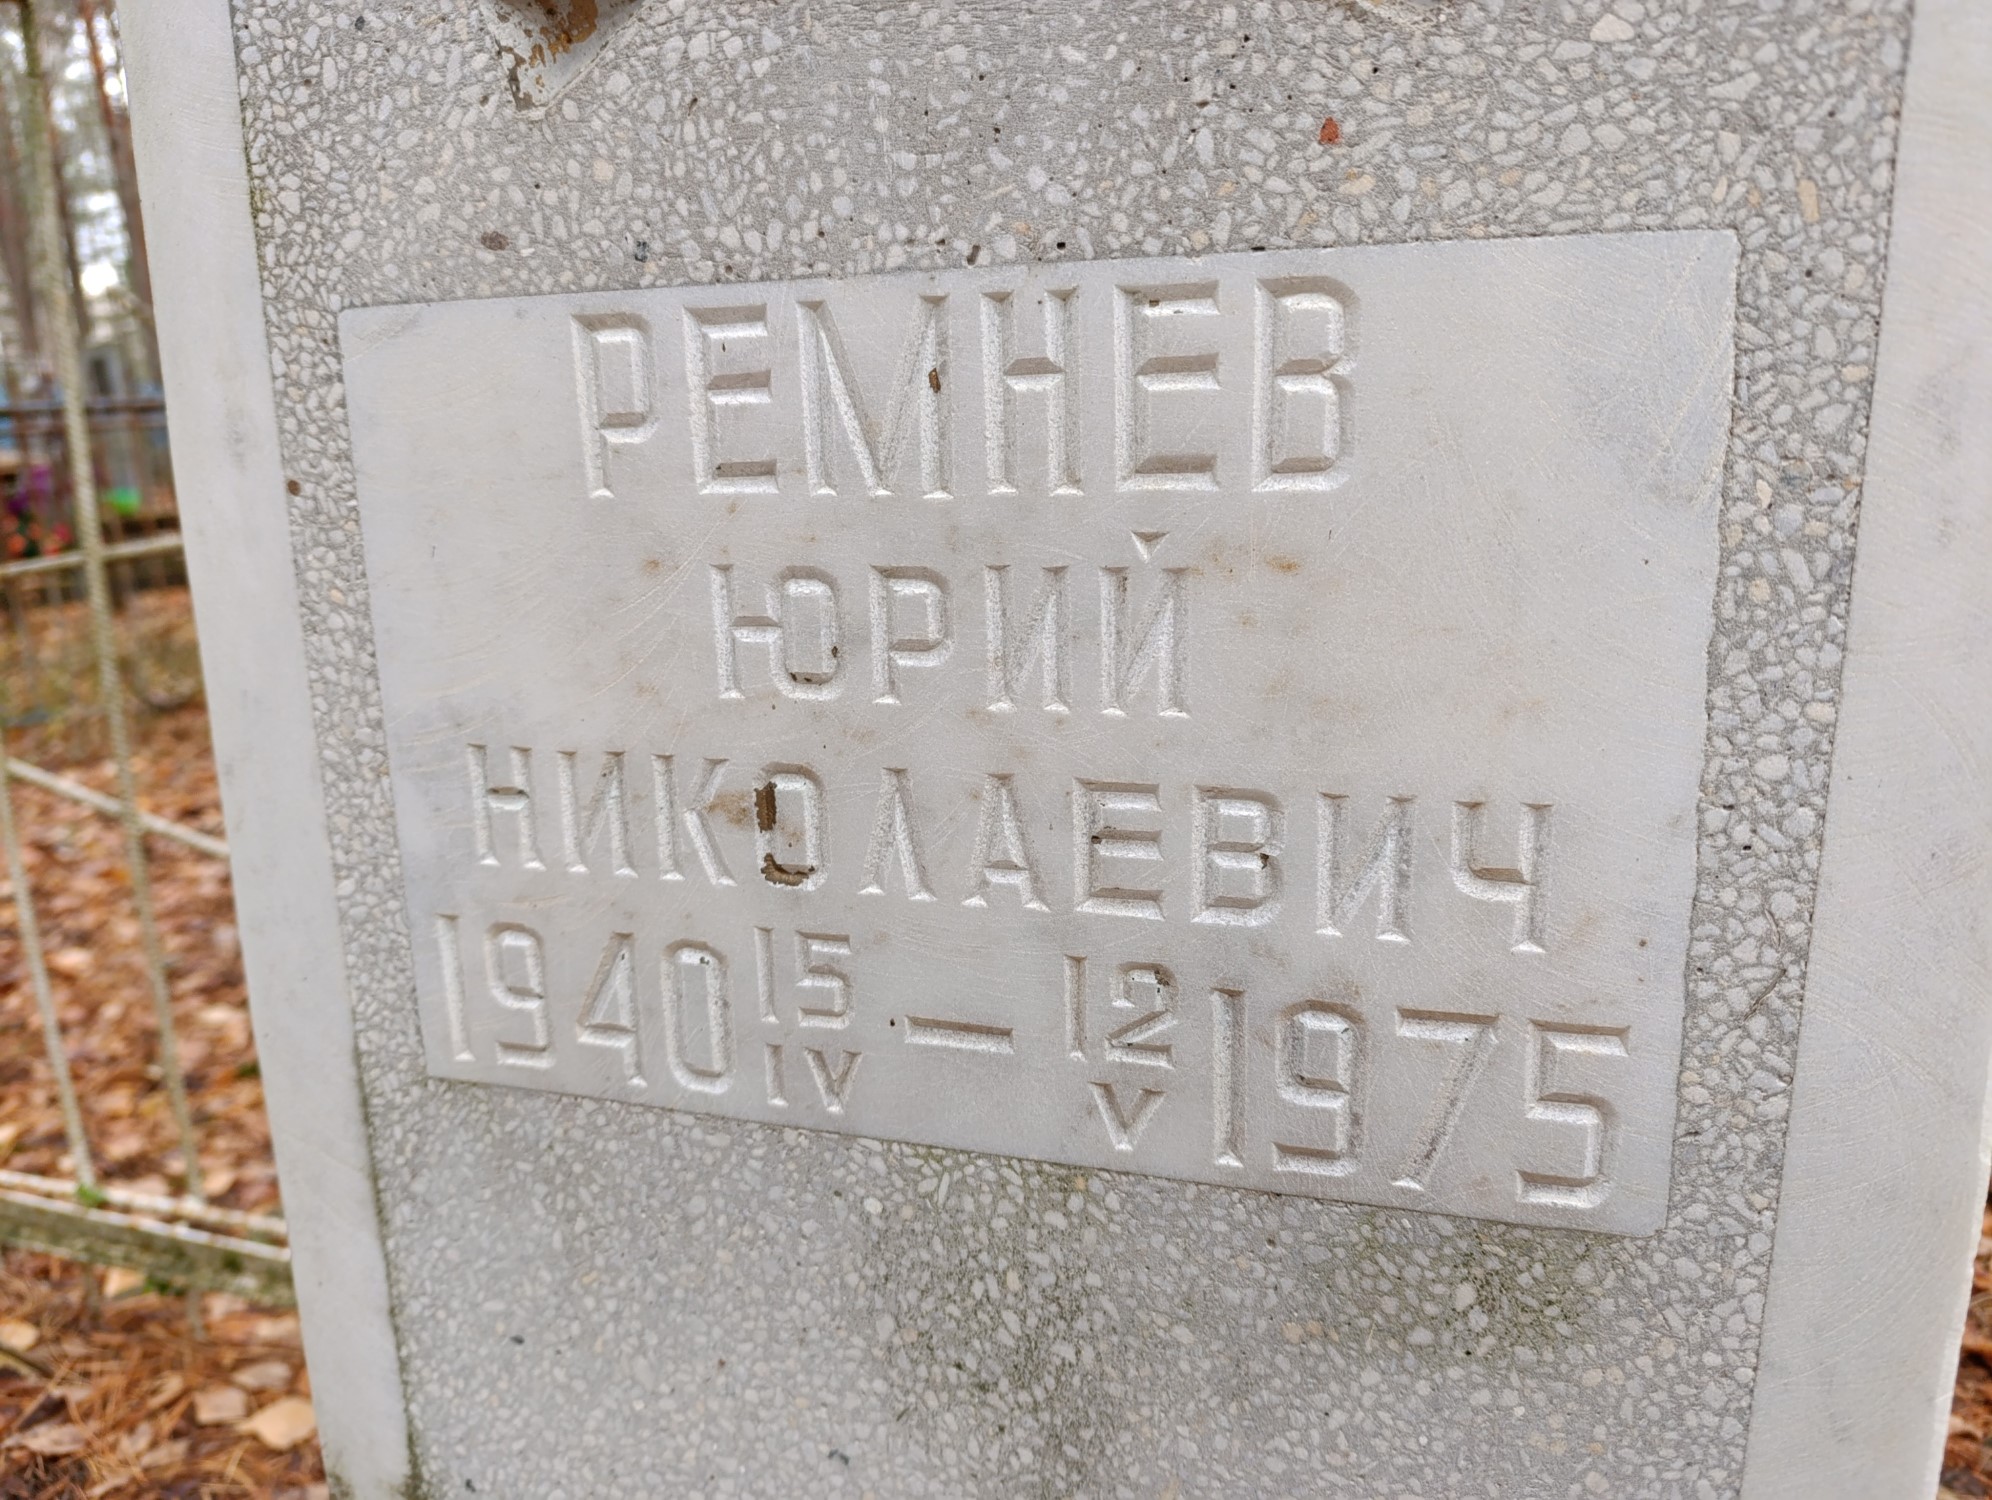 РЕМНЕВ
ЮРИЙ
НИКОЛАЕВИЧ
1940 15/IV – 12/V 1975